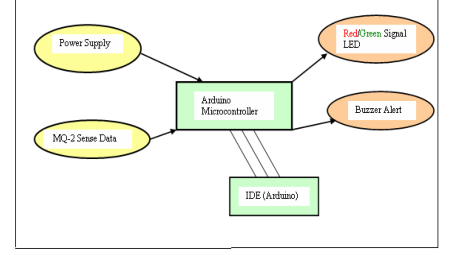 Power Supply
Red/Green Signal
LED
Arduino
Microcontroller
Buzzer Alert
MQ-2 Sense Data
IDE (Arduino)